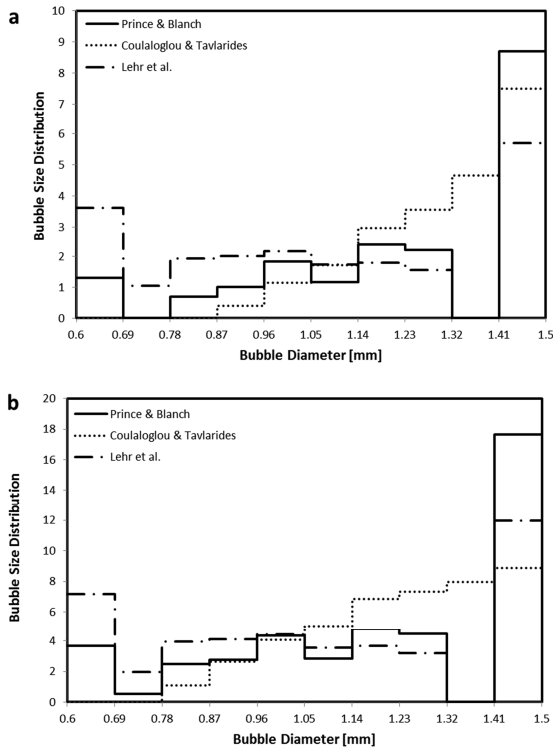 a
10
9
8
7
6
5
4
3
2
1
0
Bubble Size Distribution
Prince & Blanch
Coulaloglou & Tavlarides
Lehr et al.
0.6 0.69 0.78 0.87 0.96 1.05 1.14 1.23 1.32 1.41 1.5
Bubble Diameter [mm]
b
20
18
16
14
12
10
8
6
4
2
0
Bubble Size Distribution
Prince & Blanch
Coulaloglou & Tavlarides
Lehr et al.
0.6 0.69 0.78 0.87 0.96 1.05 1.14 1.23 1.32 1.41 1.5
Bubble Diameter [mm]